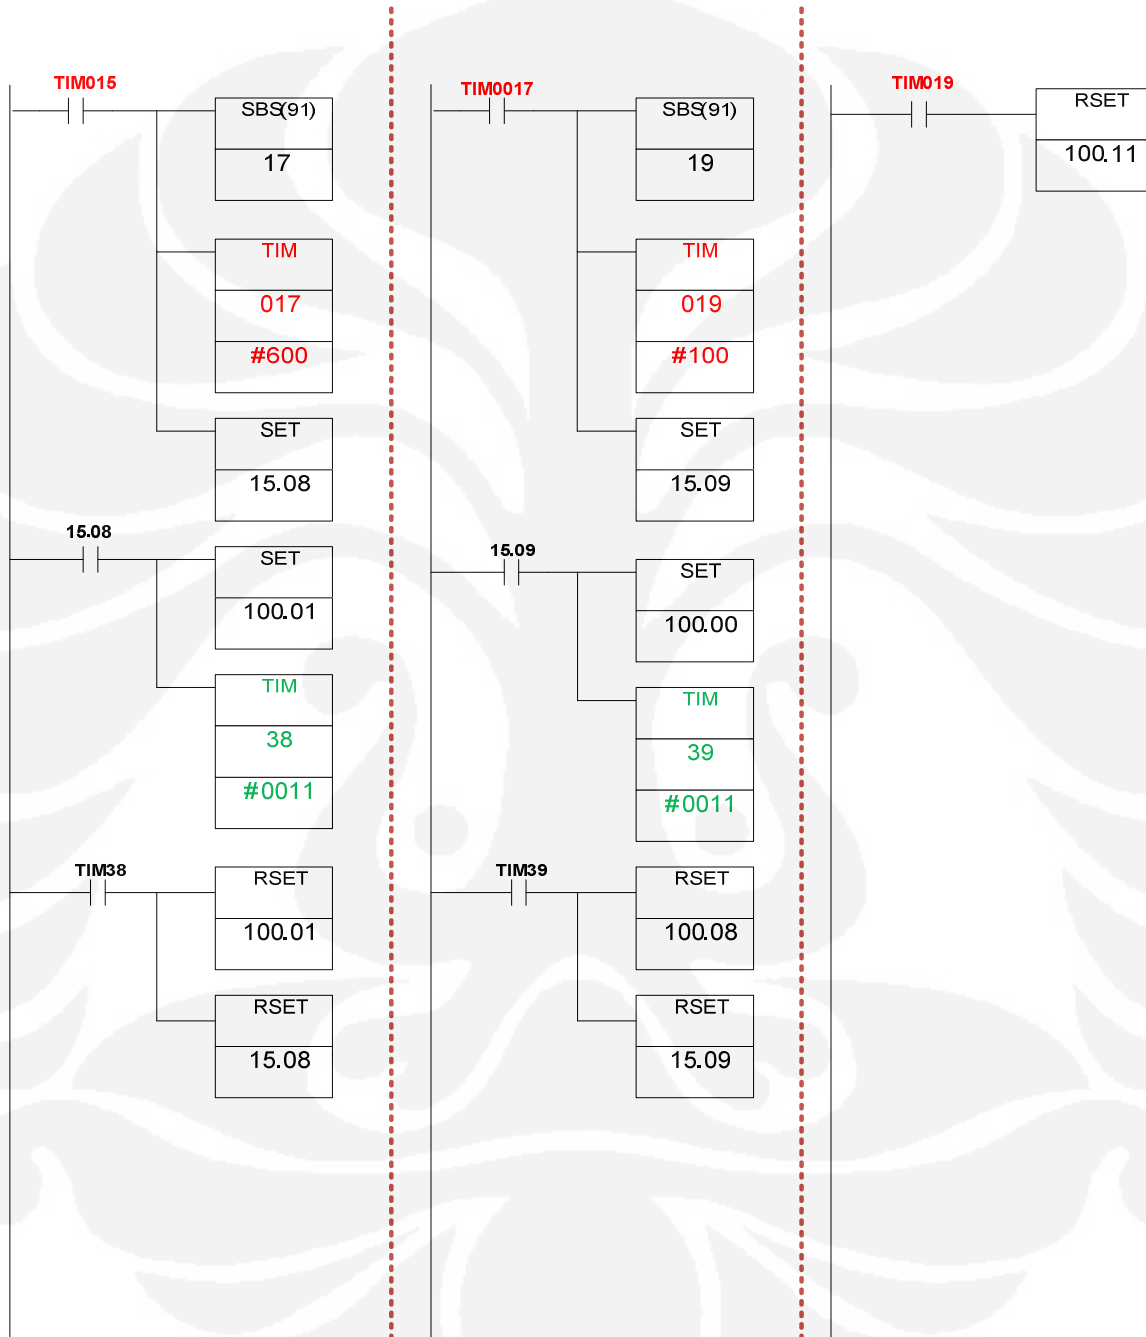 TIM015
SBS(91)
17
TIM
017
#600
SET
15.08
15.08
SET
100.01
TIM
38
#0011
TIM38
RSET
100.01
RSET
15.08
TIM0017
SBS(91)
19
TIM
019
#100
SET
15.09
15.09
SET
100.00
TIM
39
#0011
TIM39
RSET
100.08
RSET
15.09
TIM019
RSET
100.11